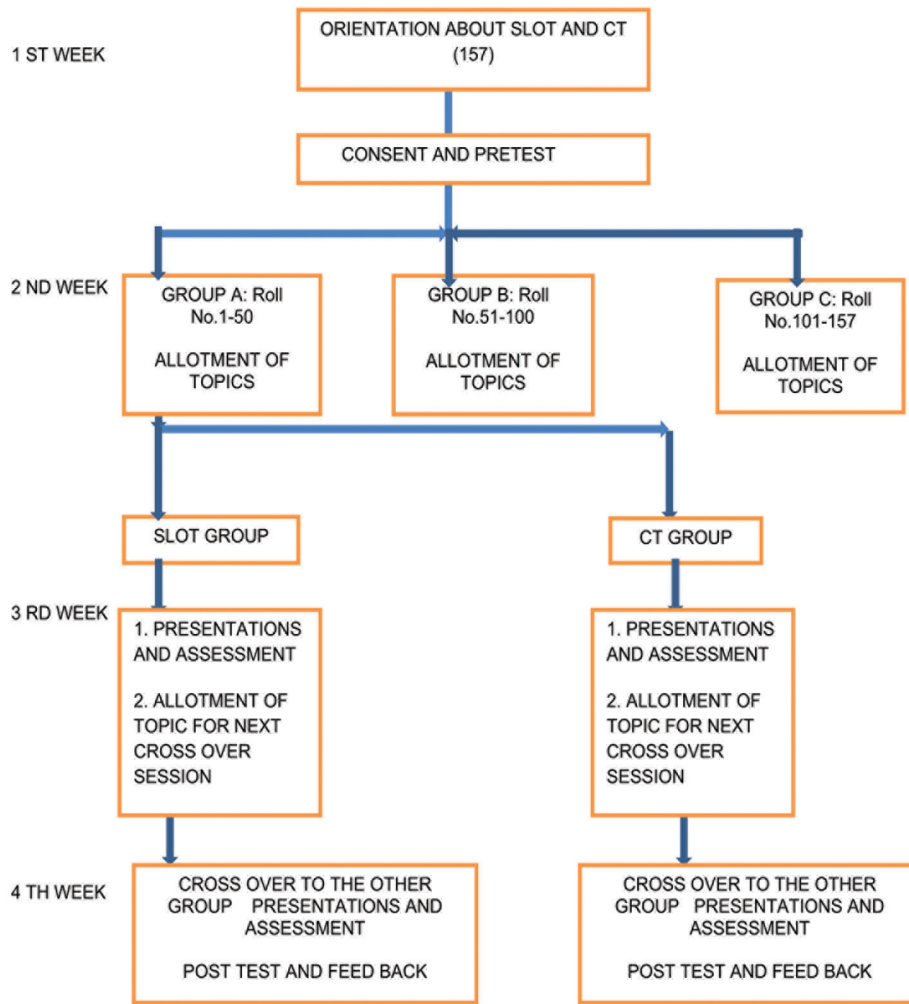 1 ST WEEK
ORIENTATION ABOUT SLOT AND CT
(157)
CONSENT AND PRETEST
2 ND WEEK
GROUP A: Roll
No.1-50
ALLOTMENT OF
TOPICS
GROUP B: Roll
No.51-100
ALLOTMENT OF
TOPICS
GROUP C: Roll
No.101-157
ALLOTMENT OF
TOPICS
SLOT GROUP
CT GROUP
3 RD WEEK
1. PRESENTATIONS
AND ASSESSMENT
2. ALLOTMENT OF
TOPIC FOR NEXT
CROSS OVER
SESSION
1. PRESENTATIONS
AND ASSESSMENT
2. ALLOTMENT OF
TOPIC FOR NEXT
CROSS OVER
SESSION
4 TH WEEK
CROSS OVER TO THE OTHER
GROUP PRESENTATIONS AND
ASSESSMENT
POST TEST AND FEED BACK
CROSS OVER TO THE OTHER
GROUP PRESENTATIONS AND
ASSESSMENT
POST TEST AND FEED BACK